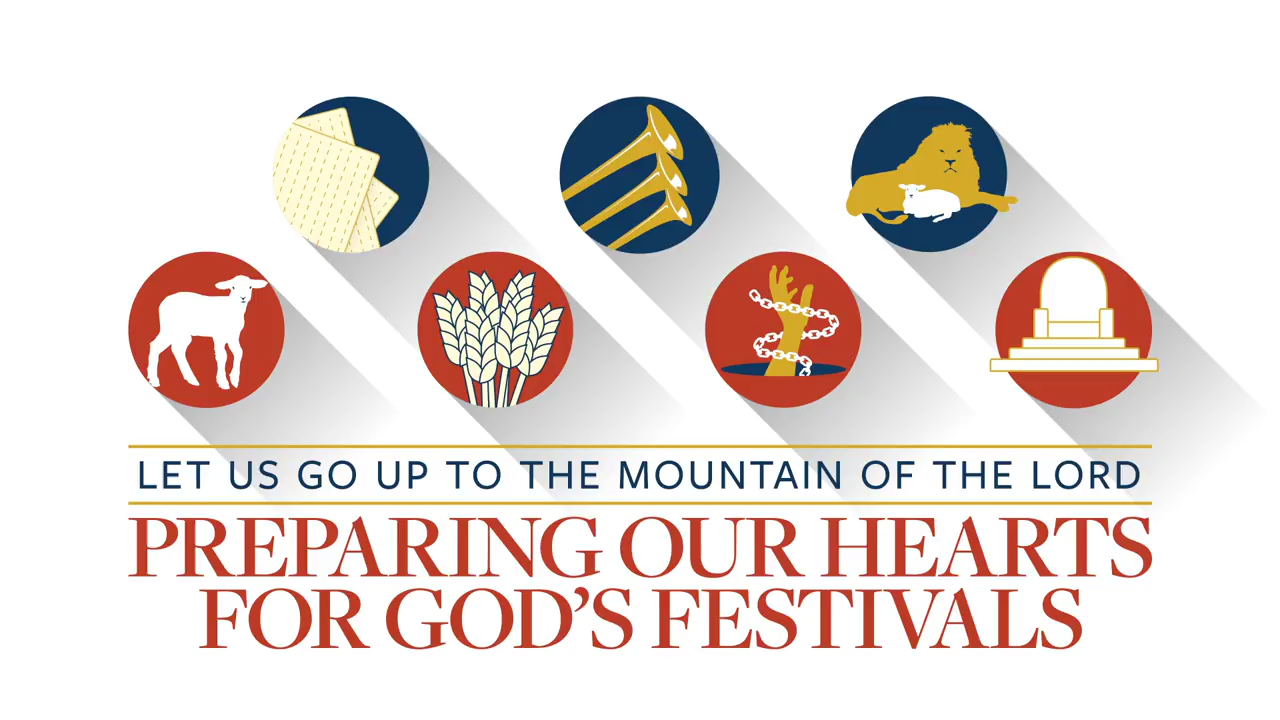 LET US GO UP TO THE MOUNTAIN OF THE LORD
PREPARING OUR HEARTS
FOR GOD’S FESTIVALS